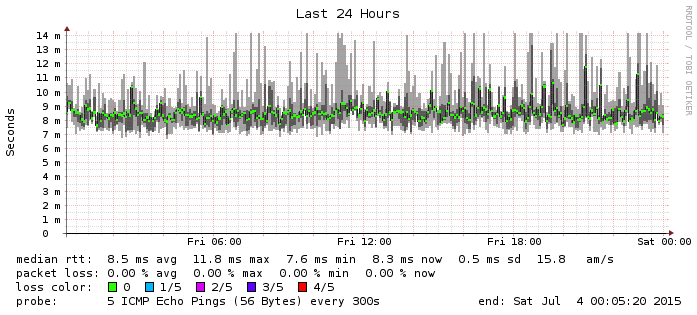 Last 24 Hours
RRDTOOL / TOBI OETIKER
Seconds
14 m
13 m
12 m
11 m
10 m
9 m
8 m
7 m
6 m
5 m
4 m
3 m
2 m
1 m
0
Fri 06:00 Fri 12:00 Fri 18:00 Sat 00:00
median rtt: 8.5 ms avg 11.8 ms max 7.6 ms min 8.3 ms now 0.5 ms sd 15.8 am/s
packet loss: 0.00 % avg 0.00 % max 0.00 % min 0.00 % now
loss color: 0 1/5 2/5 3/5 4/5
probe: 5 ICMP Echo Pings (56 Bytes) every 300s end: Sat Jul 4 00:05:20 2015